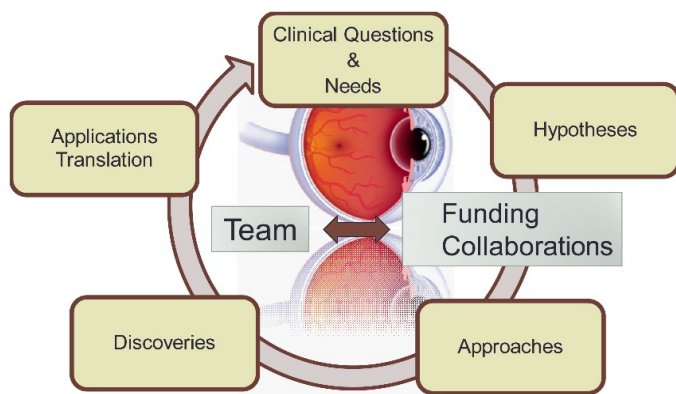 Clinical Questions
&
Needs
Hypotheses
Applications
Translation
Team
Funding
Collaborations
Discoveries
Approaches